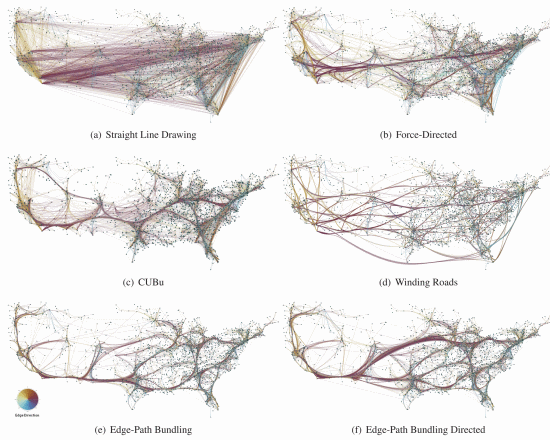 (a) Straight Line Drawing
(b) Force-Directed
(c) CUBu
(d) Winding Roads
Edge Direction
(e) Edge-Path Bundling
(f) Edge-Path Bundling Directed